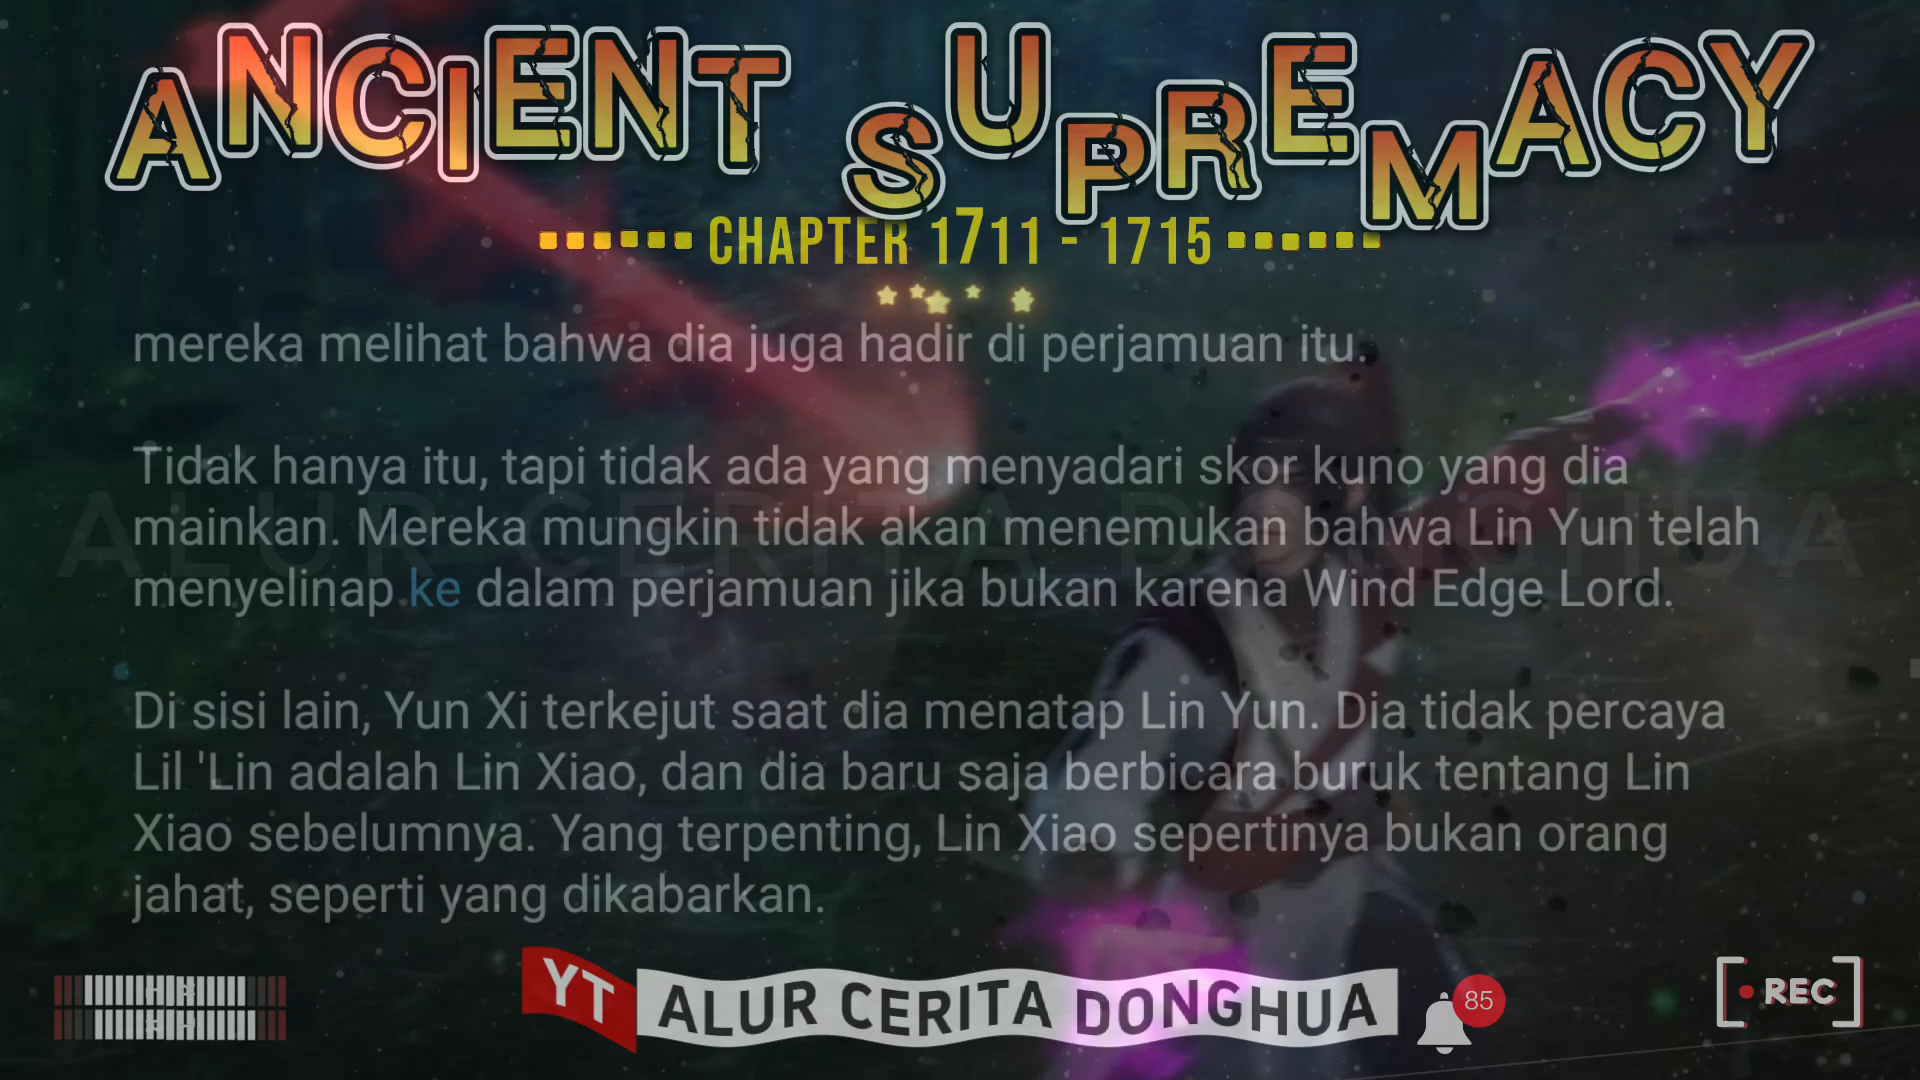 ANCIENT SUPREMACY
CHAPTER 1711 - 1715
mereka melihat bahwa dia juga hadir di perjamuan itu.
Tidak hanya itu, tapi tidak ada yang menyadari skor kuno yang dia
mainkan. Mereka mungkin tidak akan menemukan bahwa Lin Yun telah
menyelinap ke dalam perjamuan jika bukan karena Wind Edge Lord.
ALUR CERITA DONGHUA
Di sisi lain, Yun Xi terkejut saat dia menatap Lin Yun. Dia tidak percaya
Lil 'Lin adalah Lin Xiao, dan dia baru saja berbicara buruk tentang Lin
Xiao sebelumnya. Yang terpenting, Lin Xiao sepertinya bukan orang
jahat, seperti yang dikabarkan.
YT ALUR CERITA DONGHUA
85
REC